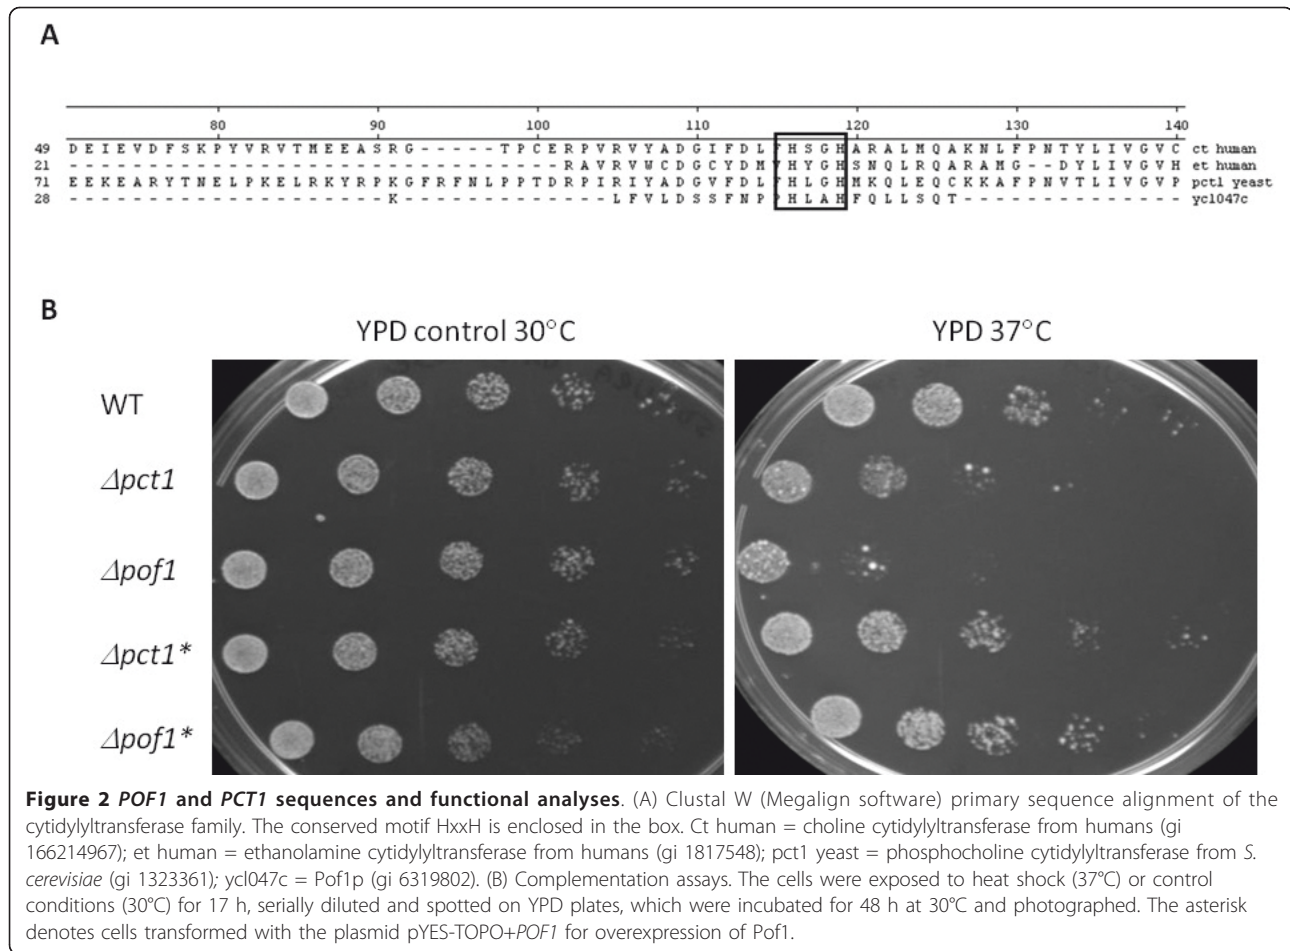 A
80 90 100 110 120 130 140
49 D E I E V D F S K P Y V R V T M E E A S R G - - - - - T P C E R P V R V Y A D G I F D L F H S G H A R A L M Q A K N L F P N T Y L I V G V C ct human
21 - - - - - - - - - - - - - - - - - - - - - - - - - - - - - - - R A V R V W C D G C Y D M V H Y G H S N Q L R Q A R A M G - - D Y L I V G V H et human
71 E E K E A R Y T N E L P K E L R K Y R P K G F R F N L P P T D R P I R I Y A D G V F D L F H L G H M K Q L E Q C K K A F P N V T L I V G V P pct1 yeast
28 - - - - - - - - - - - - - - - - - - - - K - - - - - - - - - - - - - L F V L D S S F N P P H L A H F Q L L S Q T - - - - - - - - - - - - - - ycl047c
B
YPD control 30°C YPD 37°C
WT
Δpct1
Δpof1
Δpct1*
Δpof1*
Figure 2 POF1 and PCT1 sequences and functional analyses. (A) Clustal W (Megalign software) primary sequence alignment of the
cytidylyltransferase family. The conserved motif HxxH is enclosed in the box. Ct human = choline cytidylyltransferase from humans (gi
166214967); et human = ethanolamine cytidylyltransferase from humans (gi 1817548); pct1 yeast = phosphocholine cytidylyltransferase from S.
cerevisiae (gi 1323361); ycl047c = Pof1p (gi 6319802). (B) Complementation assays. The cells were exposed to heat shock (37°C) or control
conditions (30°C) for 17 h, serially diluted and spotted on YPD plates, which were incubated for 48 h at 30°C and photographed. The asterisk
denotes cells transformed with the plasmid pYES-TOPO+POF1 for overexpression of Pof1.